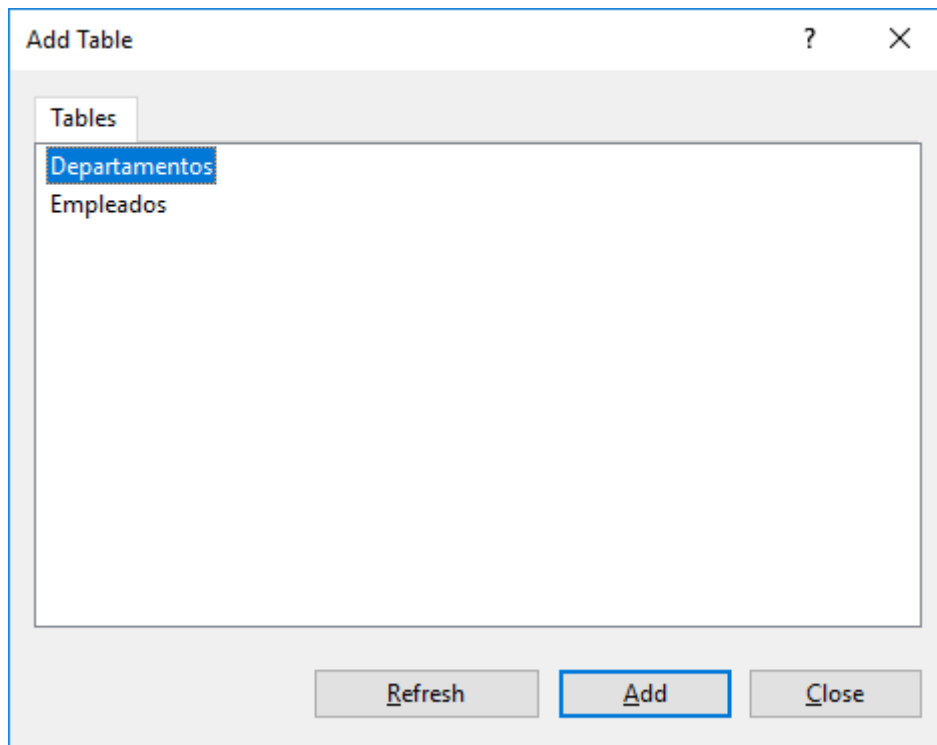 Add Table ?
Tables
Departamentos
Empleados
Refresh Add Close